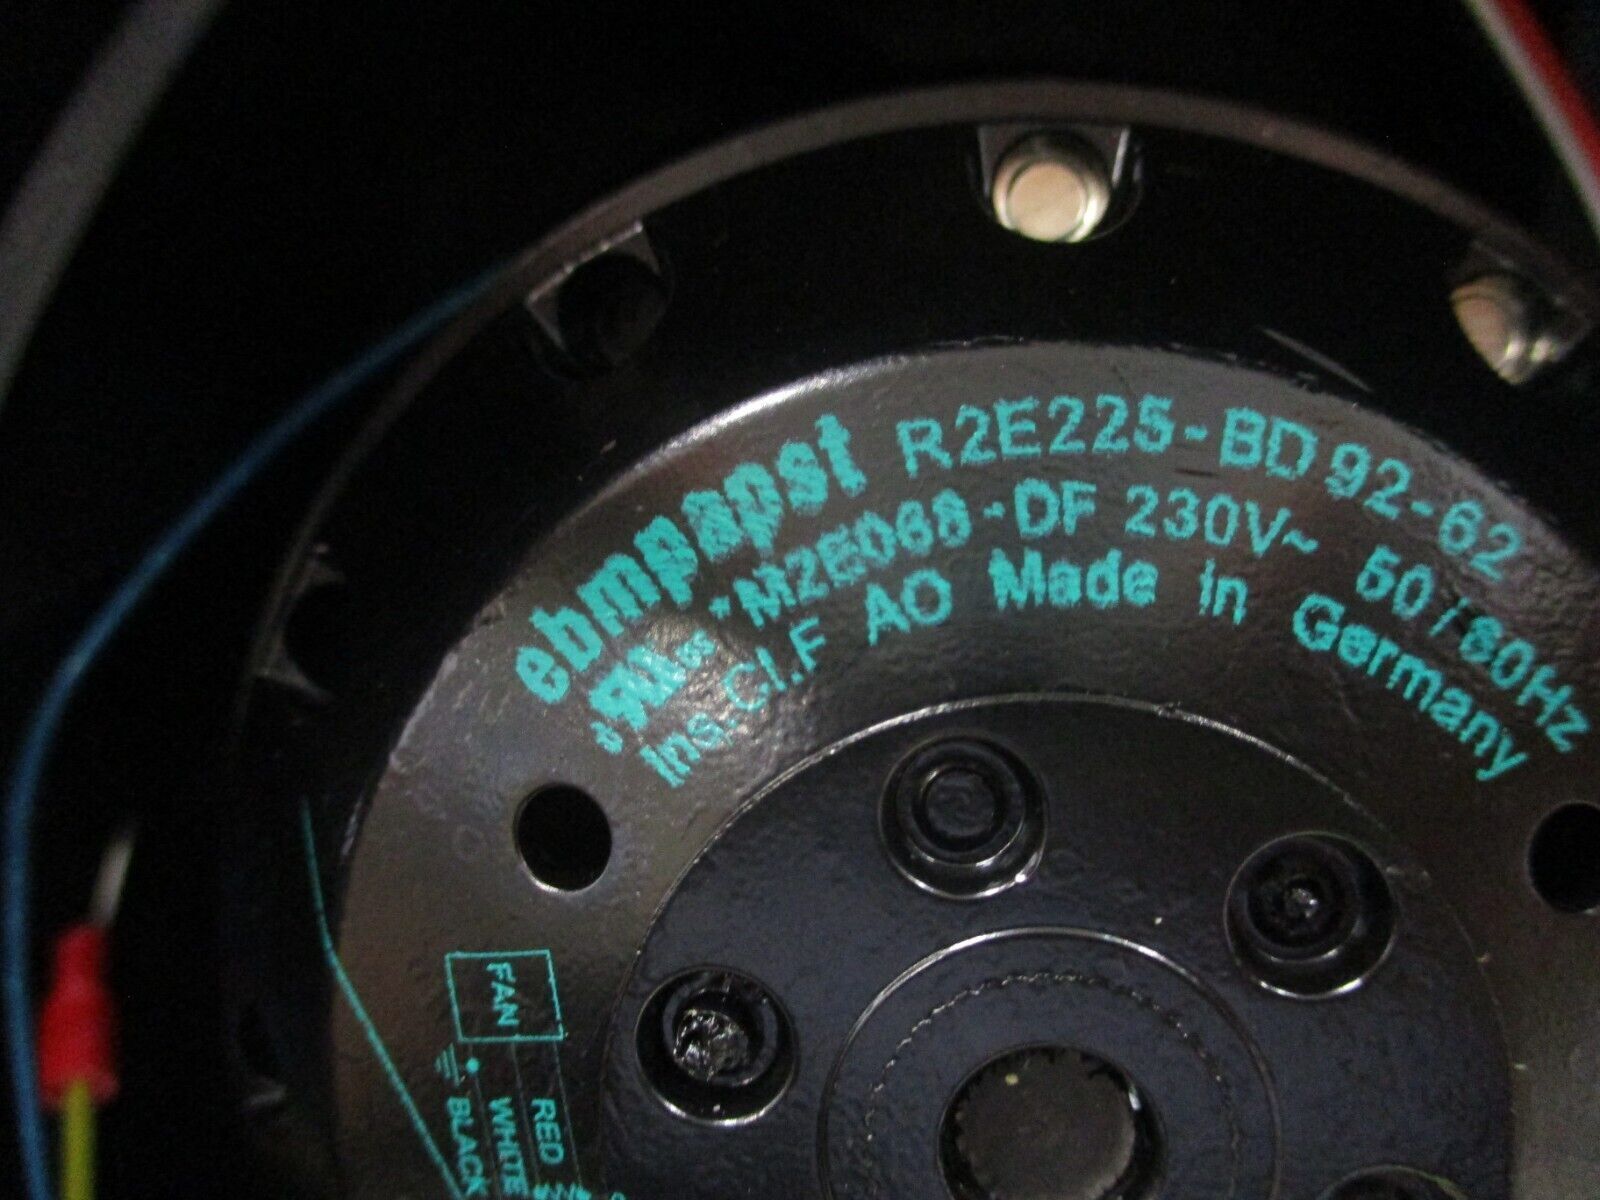 ebmpapst R2E225-BD92-62
*M2E068-DF 230V~ 50/60Hz
Ins.Cl.F AO Made in Germany
FAN
RED
WHITE
BLACK